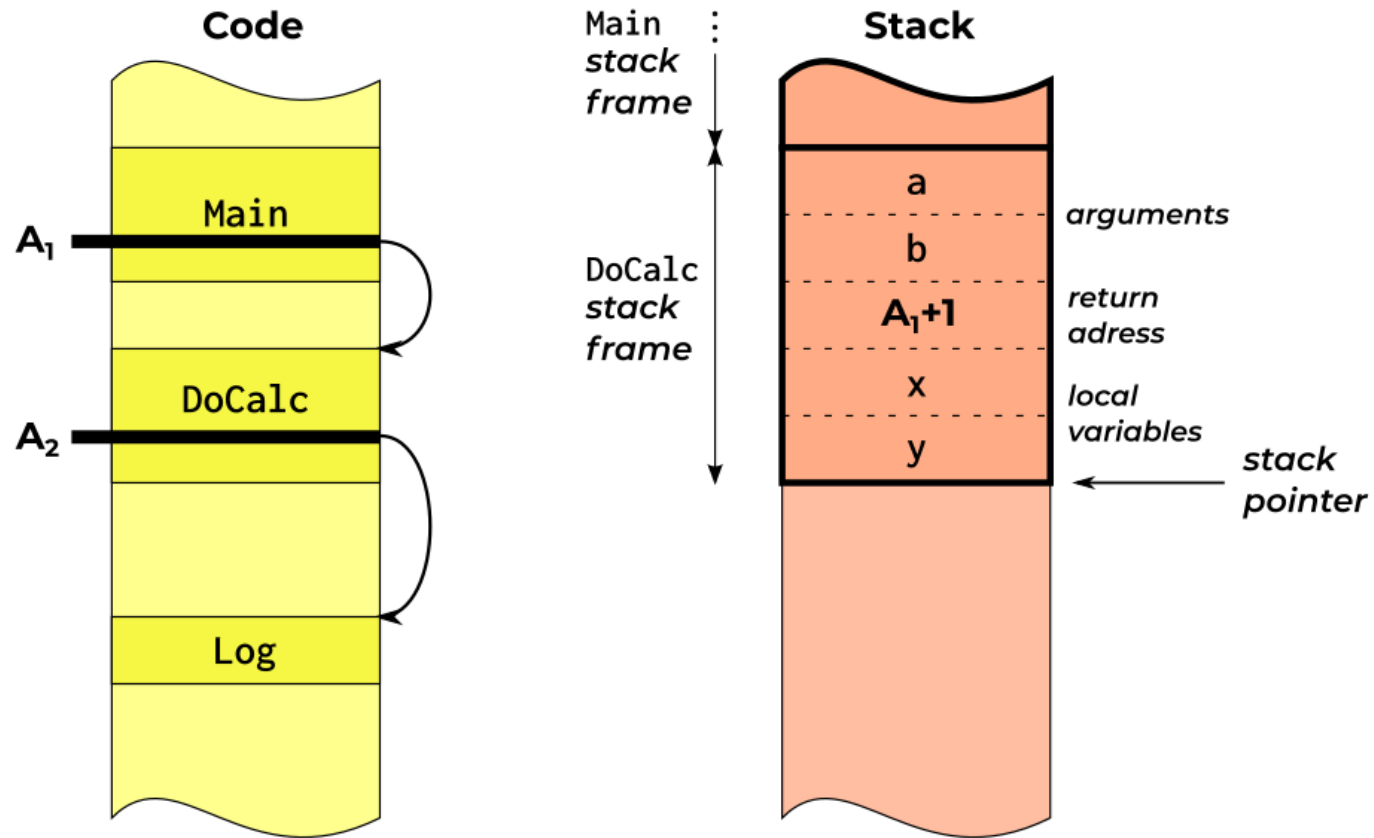 Code
Main
A₁
DoCalc
A₂
Log
Main
stack
frame
DoCalc
stack
frame
Stack
a
b
A₁+1
x
y
arguments
return
adress
local
variables
stack
pointer